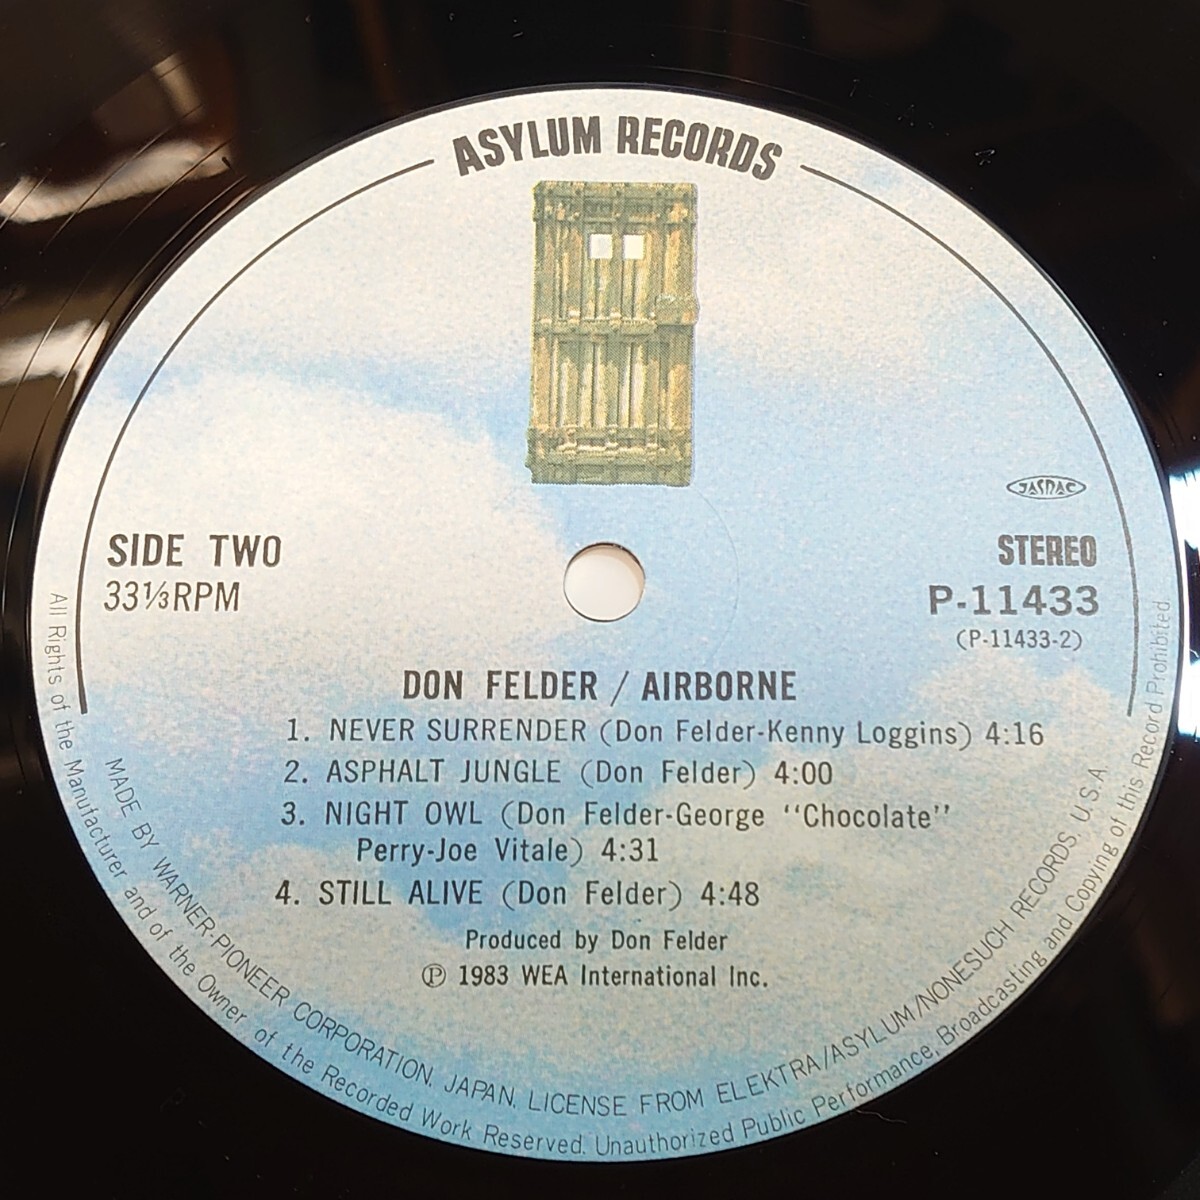 ASYLUM RECORDS
JASRAC
SIDE TWO
33⅓RPM
STEREO
P-11433
(P-11433-2)
DON FELDER / AIRBORNE
1. NEVER SURRENDER (Don Felder-Kenny Loggins) 4:16
2. ASPHALT JUNGLE (Don Felder) 4:00
3. NIGHT OWL (Don Felder-George "Chocolate"
Perry-Joe Vitale) 4:31
4. STILL ALIVE (Don Felder) 4:48
Produced by Don Felder
Ⓟ 1983 WEA International Inc.
MADE BY WARNER-PIONEER CORPORATION, JAPAN, LICENSE FROM ELEKTRA/ASYLUM/NONESUCH RECORDS, U.S.A.
All Rights of the Manufacturer and of the Owner of the Recorded Work Reserved. Unauthorized Public Performance, Broadcasting and Copying of this Record Prohibited